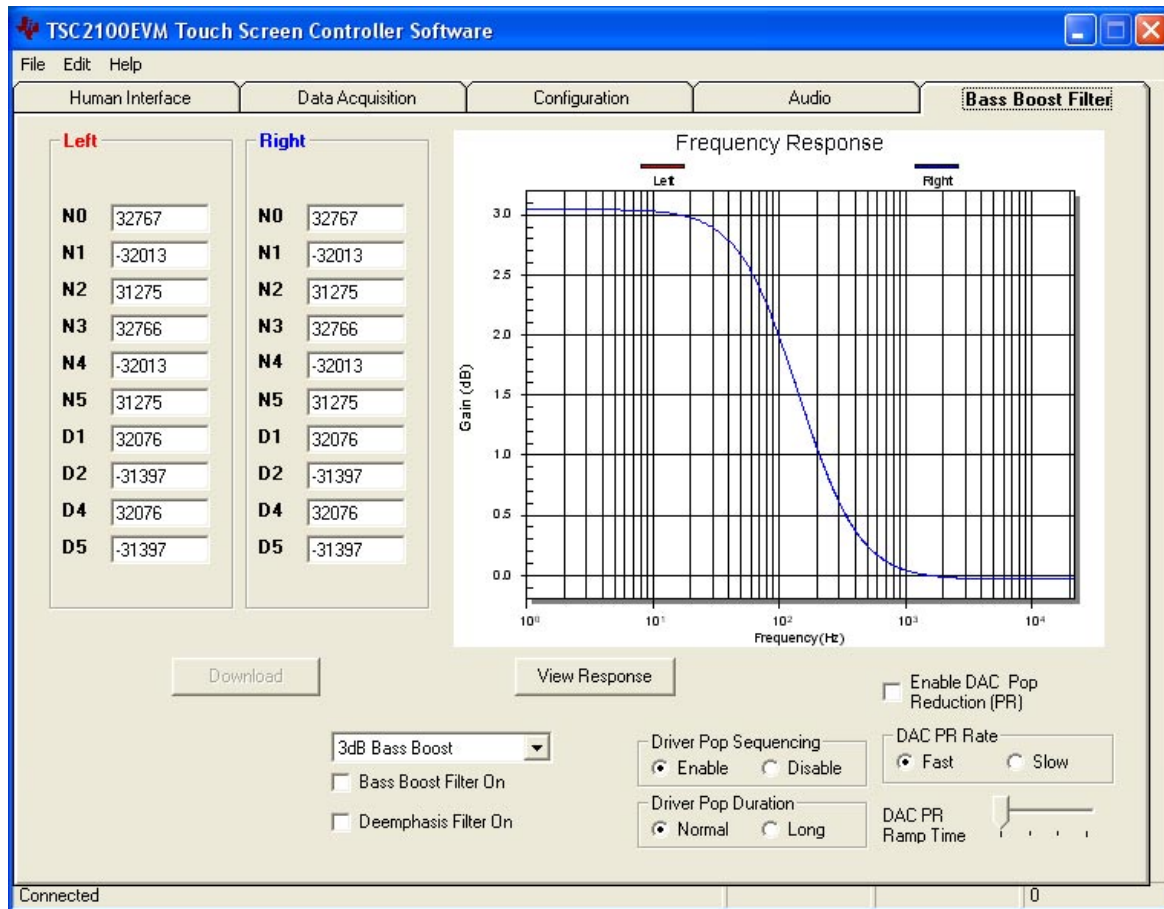 TSC2100EVM Touch Screen Controller Software
File Edit Help
Human Interface Data Acquisition Configuration Audio Bass Boost Filter
Left
N0 32767
N1 -32013
N2 31275
N3 32766
N4 -32013
N5 31275
D1 32076
D2 -31397
D4 32076
D5 -31397
Right
N0 32767
N1 -32013
N2 31275
N3 32766
N4 -32013
N5 31275
D1 32076
D2 -31397
D4 32076
D5 -31397
Frequency Response
Left Right
3.0
2.5
2.0
1.5
1.0
0.5
0.0
Gain (dB)
10⁰ 10¹ 10² 10³ 10⁴
Frequency(Hz)
Download View Response
Enable DAC Pop
Reduction (PR)
3dB Bass Boost
Bass Boost Filter On
Deemphasis Filter On
Driver Pop Sequencing
Enable Disable
Driver Pop Duration
Normal Long
DAC PR Rate
Fast Slow
DAC PR
Ramp Time
Connected 0